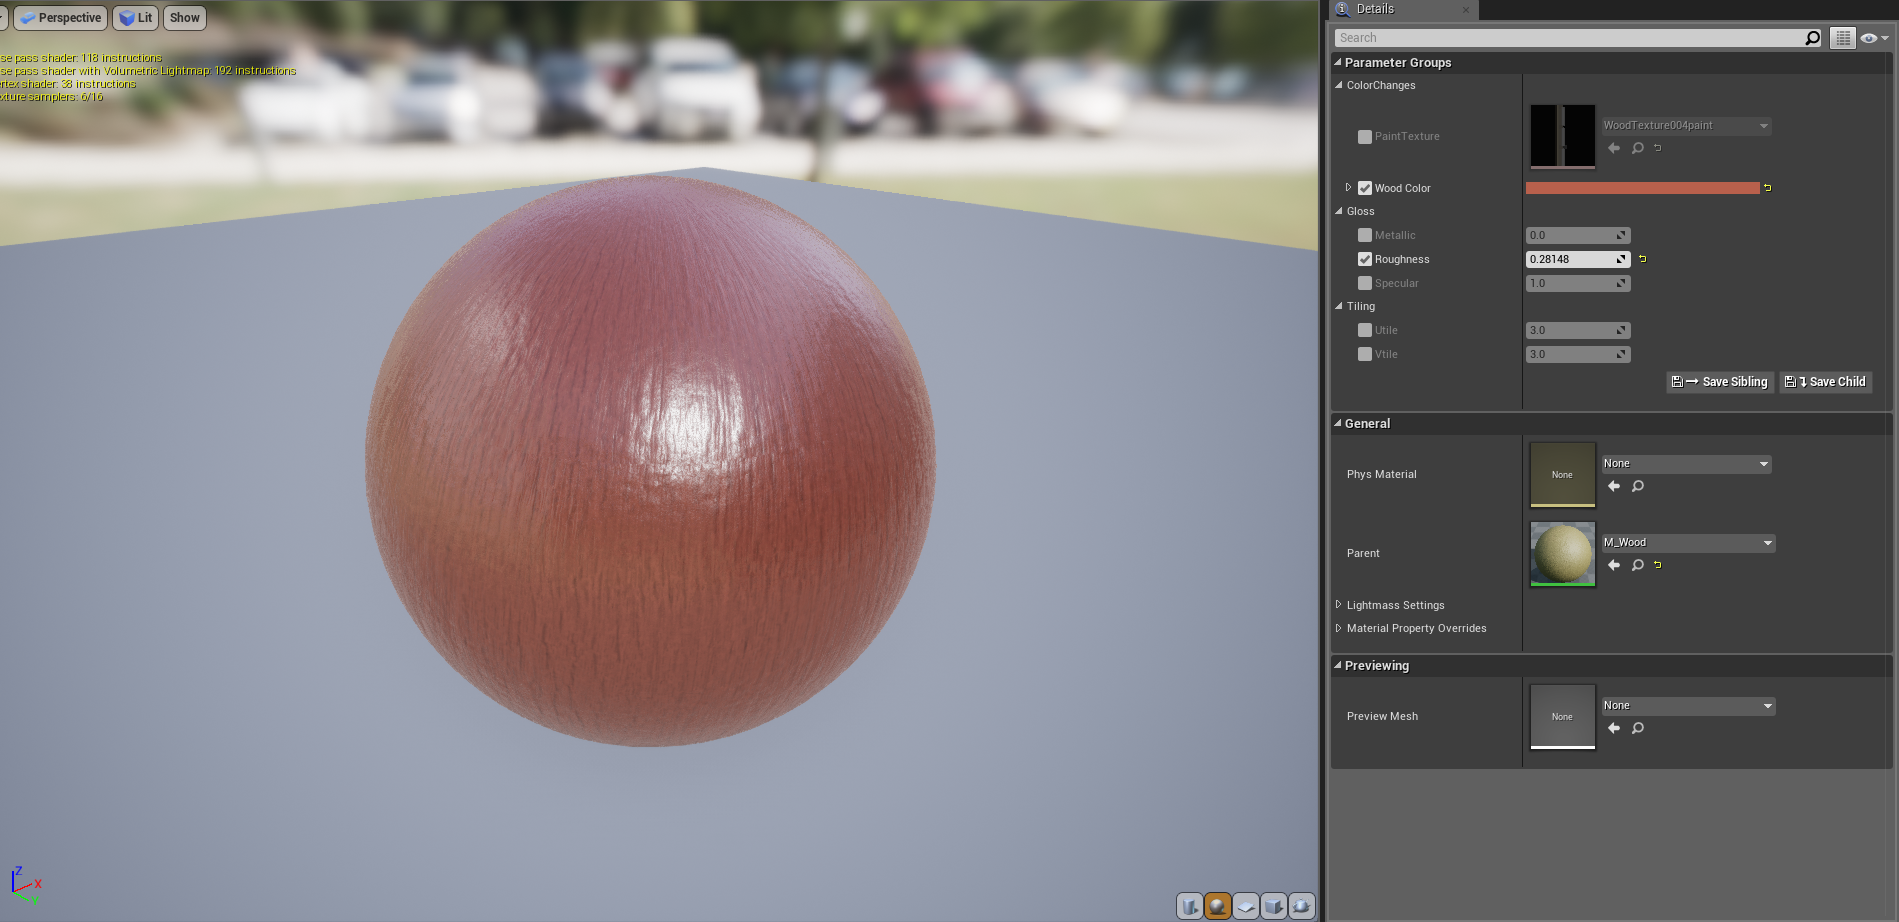 Perspective
Lit
Show
se pass shader: 118 instructions
se pass shader with Volumetric Lightmap: 192 instructions
rtex shader: 38 instructions
xture samplers: 6/16
Z
X
Y
Details
Search
Parameter Groups
ColorChanges
PaintTexture
WoodTexture004paint
Wood Color
Gloss
Metallic 0.0
Roughness 0.28148
Specular 1.0
Tiling
Utile 3.0
Vtile 3.0
Save Sibling Save Child
General
Phys Material
None
None
Parent
M_Wood
Lightmass Settings
Material Property Overrides
Previewing
Preview Mesh
None
None